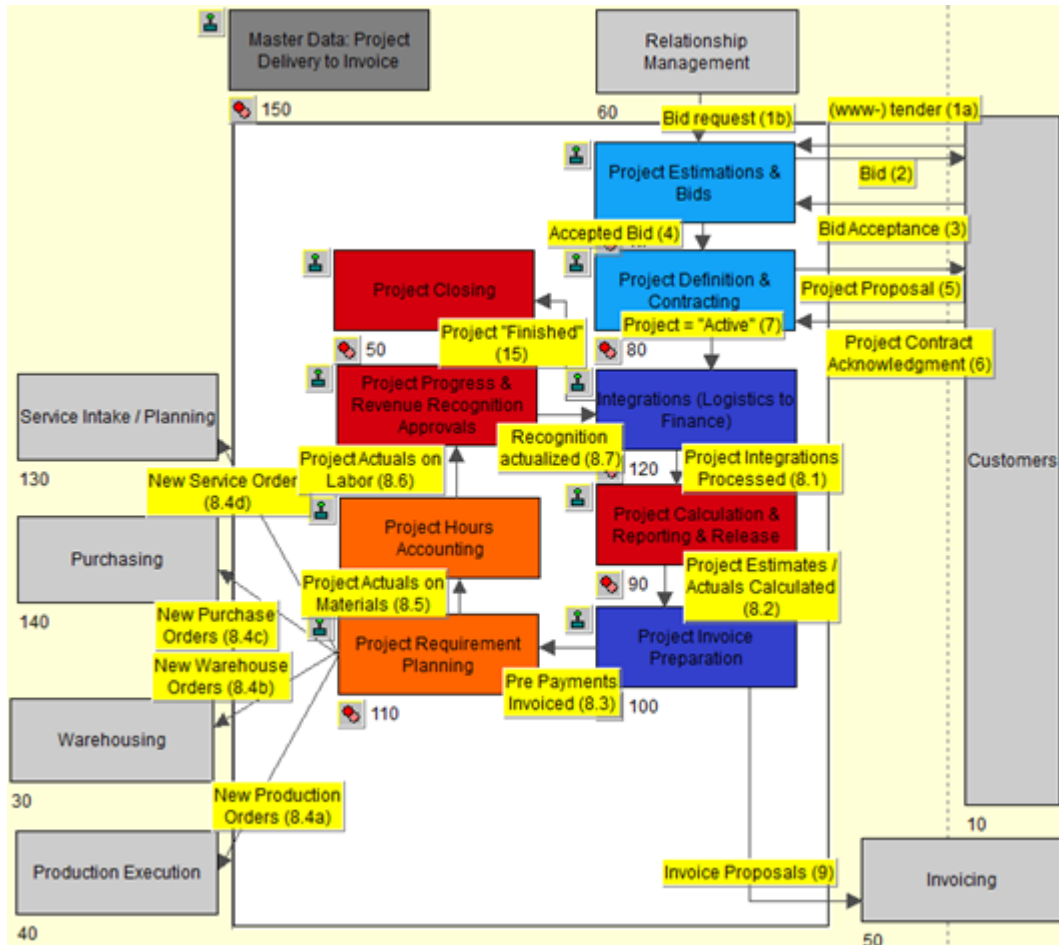 Master Data: Project
Delivery to Invoice
Relationship
Management
150
60
Bid request (1b)
(www-) tender (1a)
Project Estimations &
Bids
Bid (2)
Accepted Bid (4)
Bid Acceptance (3)
Project Closing
Project Definition &
Contracting
Project Proposal (5)
Project "Finished"
(15)
Project = "Active" (7)
Project Contract
Acknowledgment (6)
50
80
Service Intake / Planning
130
Project Progress &
Revenue Recognition
Approvals
Integrations (Logistics to
Finance)
Customers
Recognition
actualized (8.7)
Project Actuals on
Labor (8.6)
120
Project Integrations
Processed (8.1)
New Service Order
(8.4d)
Purchasing
140
Project Hours
Accounting
Project Calculation &
Reporting & Release
Project Actuals on
Materials (8.5)
90
Project Estimates /
Actuals Calculated
(8.2)
New Purchase
Orders (8.4c)
New Warehouse
Orders (8.4b)
Project Requirement
Planning
Project Invoice
Preparation
Pre Payments
Invoiced (8.3)
110
100
Warehousing
30
New Production
Orders (8.4a)
10
Production Execution
40
Invoice Proposals (9)
Invoicing
50